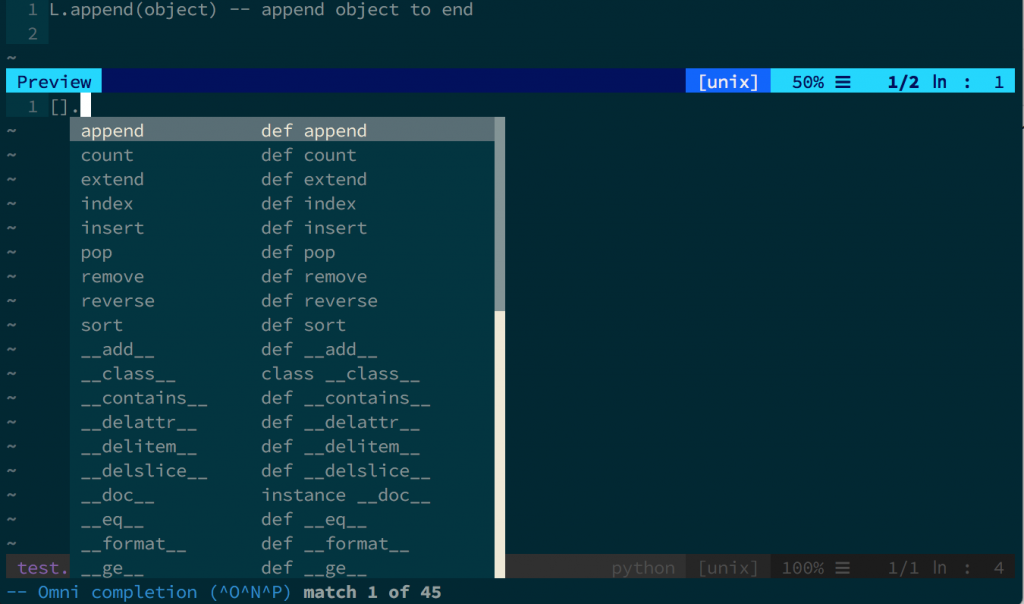 1 L.append(object) -- append object to end
2
~
Preview [unix] 50% ☰ 1/2 ln : 1
1 [].
~ append def append
~ count def count
~ extend def extend
~ index def index
~ insert def insert
~ pop def pop
~ remove def remove
~ reverse def reverse
~ sort def sort
~ __add__ def __add__
~ __class__ class __class__
~ __contains__ def __contains__
~ __delattr__ def __delattr__
~ __delitem__ def __delitem__
~ __delslice__ def __delslice__
~ __doc__ instance __doc__
~ __eq__ def __eq__
~ __format__ def __format__
test. __ge__ def __ge__ python [unix] 100% ☰ 1/1 ln : 4
-- Omni completion (^O^N^P) match 1 of 45